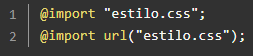 1 @import "estilo.css";
2 @import url("estilo.css");